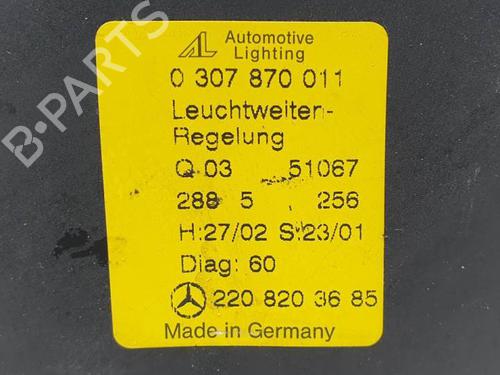 AL Automotive
Lighting
0 307 870 011
Leuchtweiten-
Regelung
Q 03 51067
288 5 256
H:27/02 S:23/01
Diag: 60
220 820 36 85
Made in Germany
B-PARTS